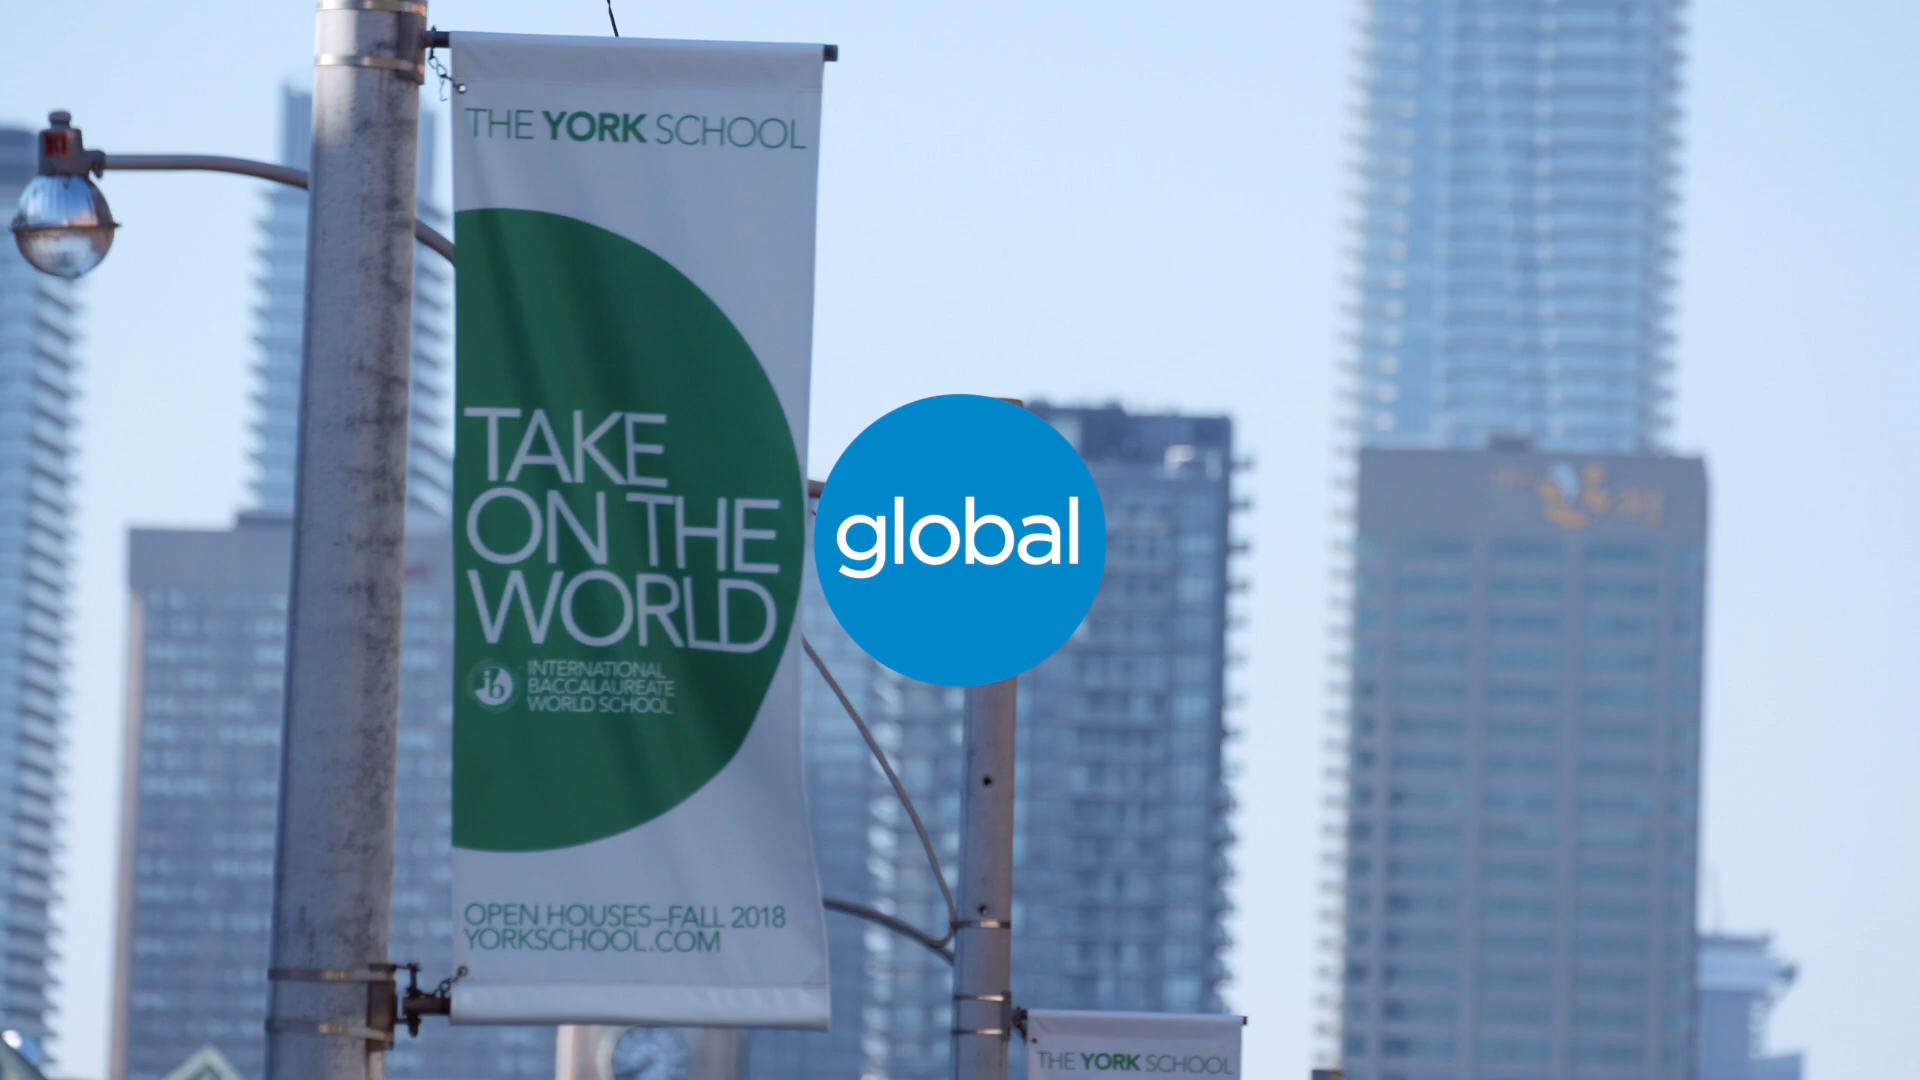 THE YORK SCHOOL
TAKE
ON THE
WORLD
ib
INTERNATIONAL
BACCALAUREATE
WORLD SCHOOL
OPEN HOUSES–FALL 2018
YORKSCHOOL.COM
global
THE YORK SCHOOL